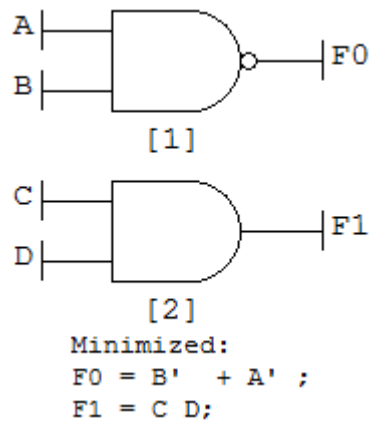 A
F0
B
[1]
C
F1
D
[2]
Minimized:
F0 = B' + A' ;
F1 = C D;